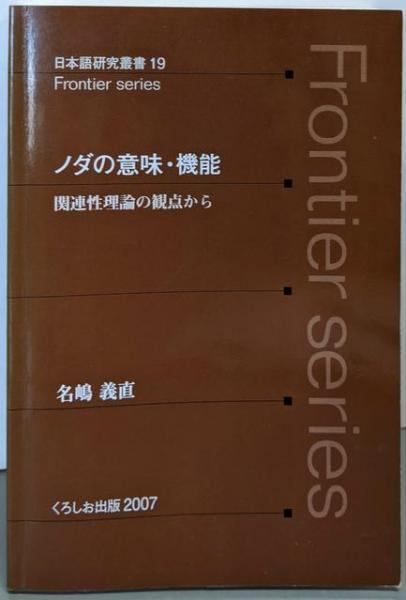 日本語研究叢書 19
Frontier series
ノダの意味・機能
関連性理論の観点から
名嶋 義直
くろしお出版 2007
Frontier series